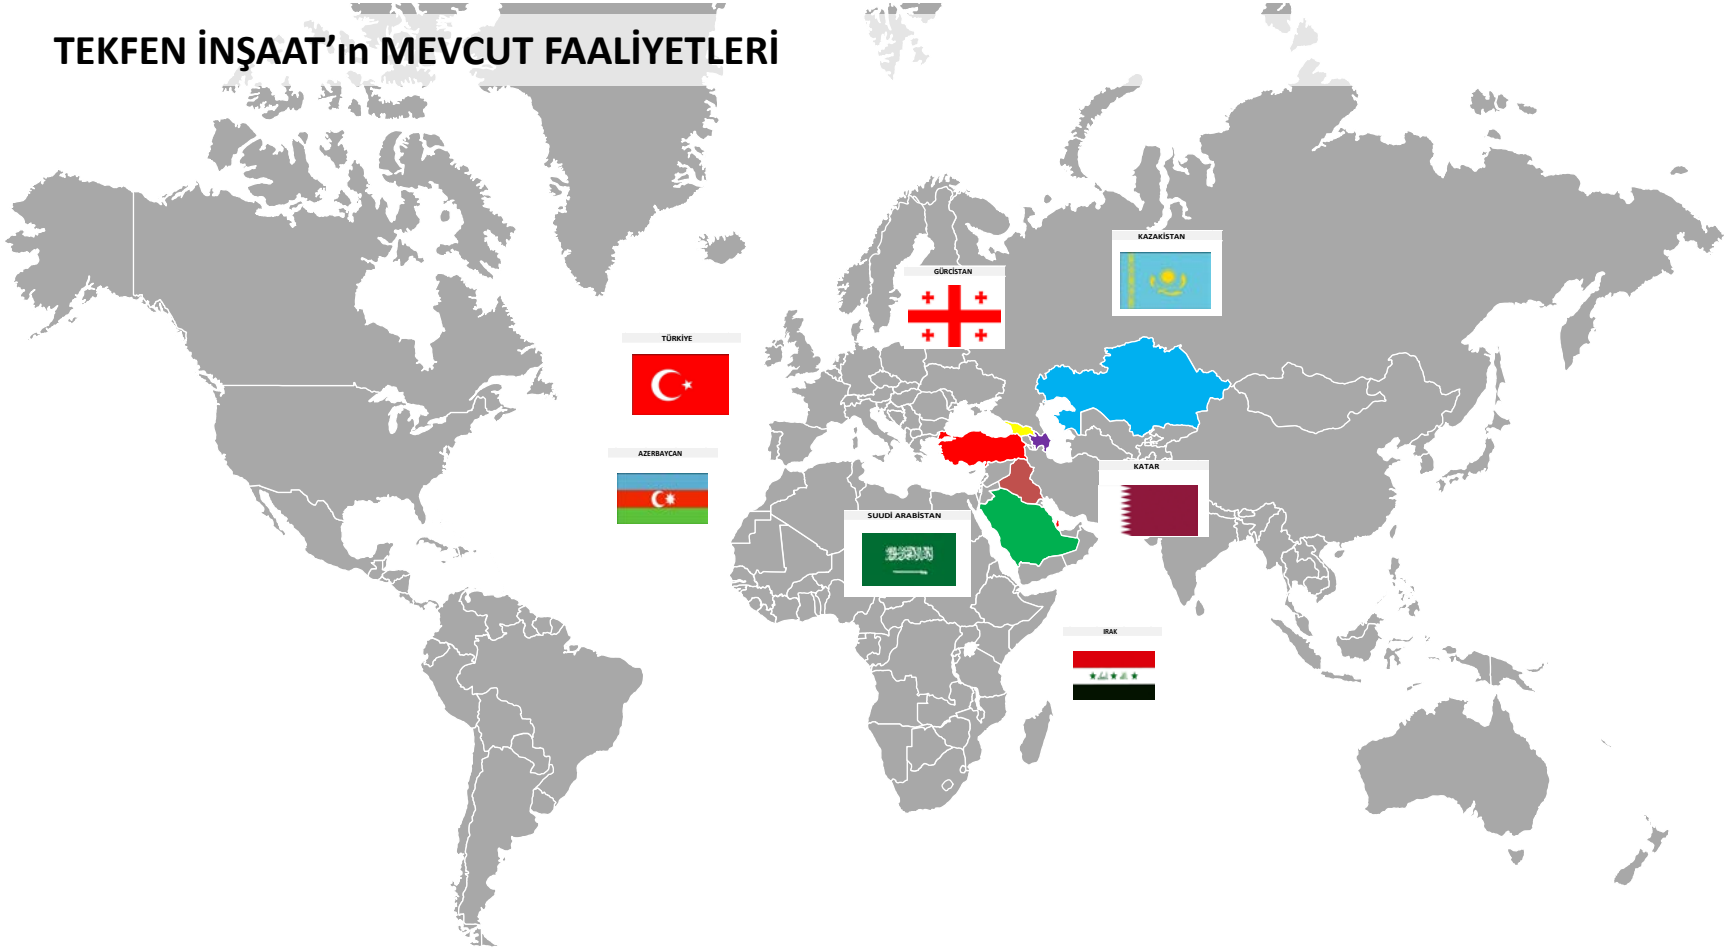 TEKFEN İNŞAAT’ın MEVCUT FAALİYETLERİ
KAZAKİSTAN
GÜRCİSTAN
TÜRKİYE
AZERBAYCAN
KATAR
SUUDİ ARABİSTAN
IRAK